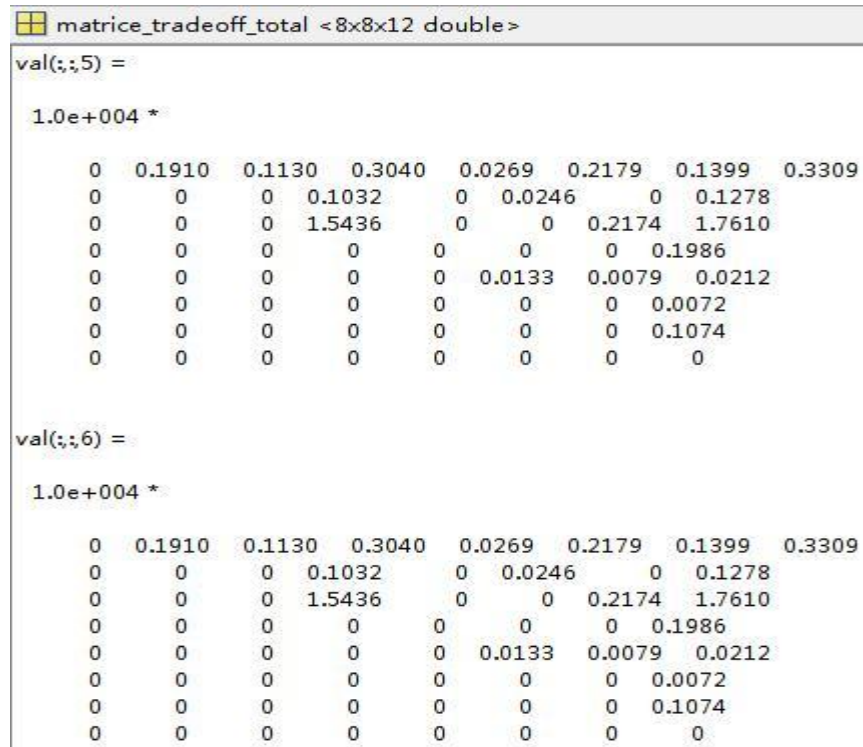 matrice_tradeoff_total <8x8x12 double>
val(:,:,5) =
1.0e+004 *
0 0.1910 0.1130 0.3040 0.0269 0.2179 0.1399 0.3309
0 0 0 0.1032 0 0.0246 0 0.1278
0 0 0 1.5436 0 0 0.2174 1.7610
0 0 0 0 0 0 0 0.1986
0 0 0 0 0 0.0133 0.0079 0.0212
0 0 0 0 0 0 0 0.0072
0 0 0 0 0 0 0 0.1074
0 0 0 0 0 0 0 0
val(:,:,6) =
1.0e+004 *
0 0.1910 0.1130 0.3040 0.0269 0.2179 0.1399 0.3309
0 0 0 0.1032 0 0.0246 0 0.1278
0 0 0 1.5436 0 0 0.2174 1.7610
0 0 0 0 0 0 0 0.1986
0 0 0 0 0 0.0133 0.0079 0.0212
0 0 0 0 0 0 0 0.0072
0 0 0 0 0 0 0 0.1074
0 0 0 0 0 0 0 0